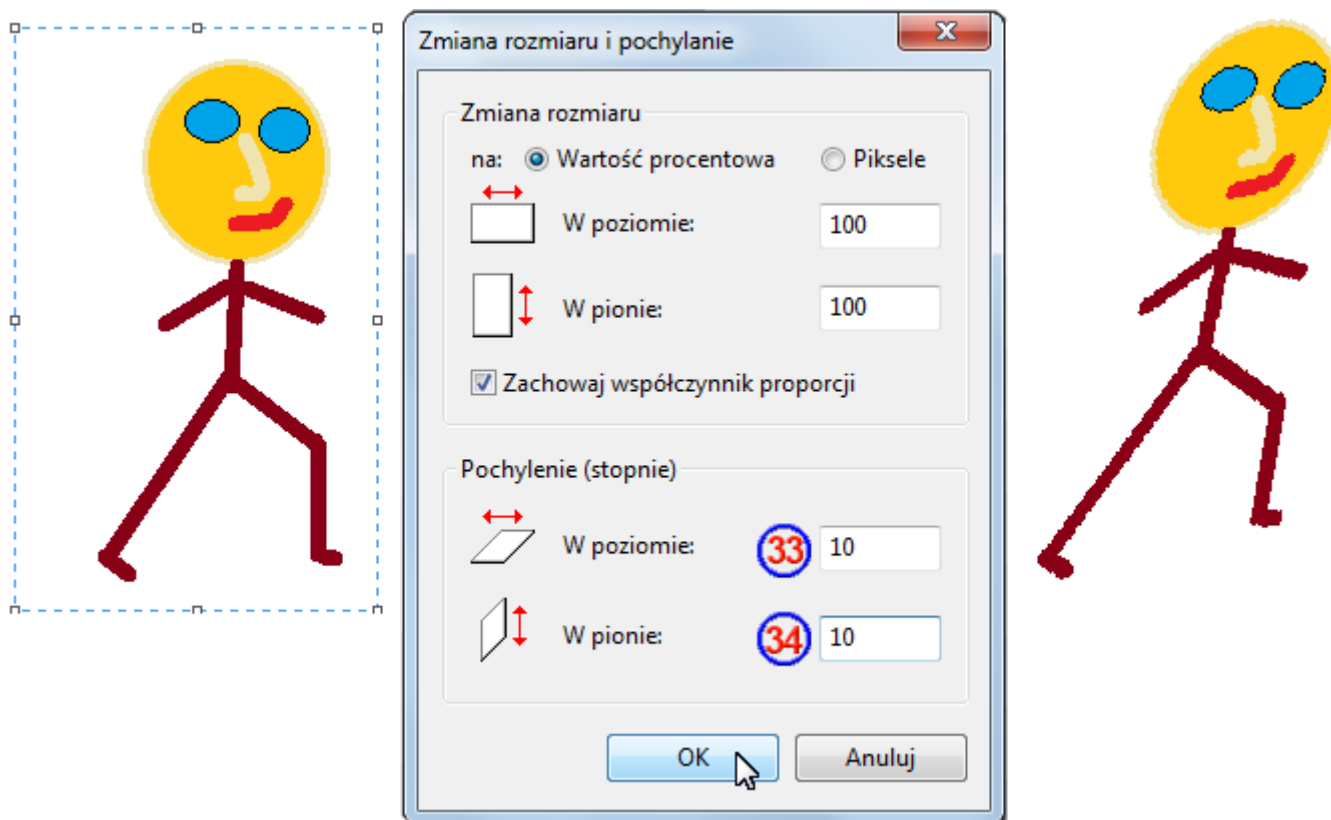 Zmiana rozmiaru i pochylanie
Zmiana rozmiaru
na: Wartość procentowa Piksele
W poziomie: 100
W pionie: 100
Zachowaj współczynnik proporcji
Pochylenie (stopnie)
W poziomie: 33 10
W pionie: 34 10
OK Anuluj